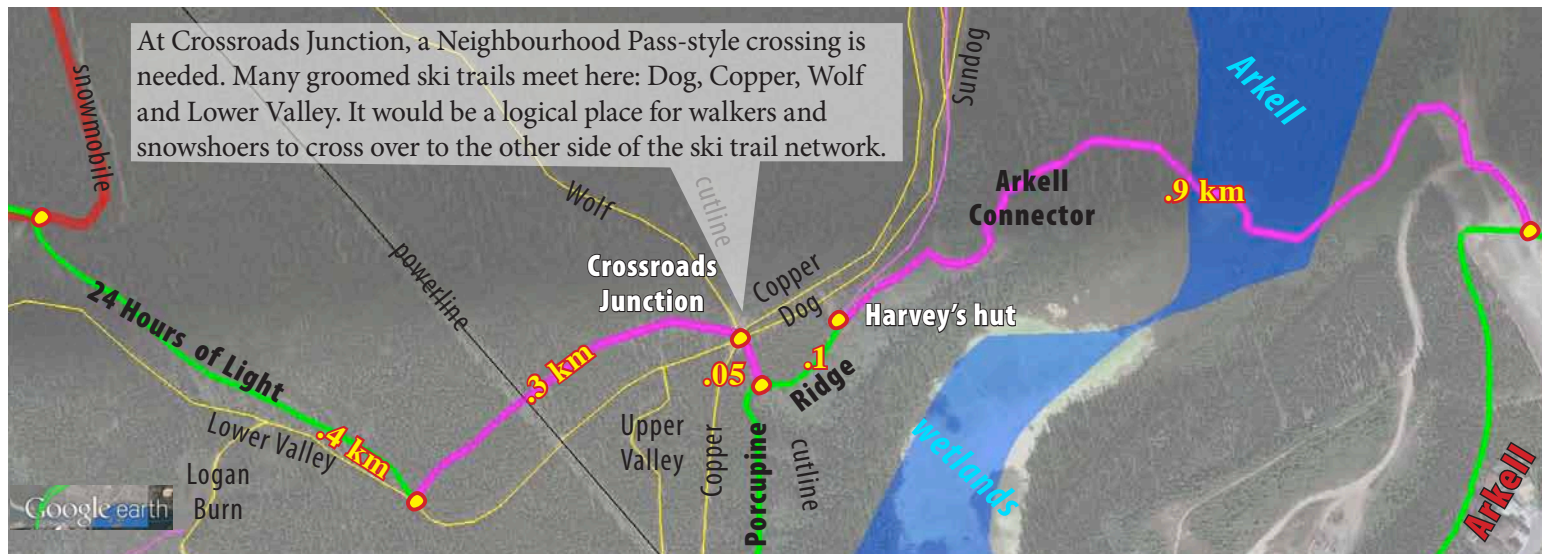 At Crossroads Junction, a Neighbourhood Pass-style crossing is
needed. Many groomed ski trails meet here: Dog, Copper, Wolf
and Lower Valley. It would be a logical place for walkers and
snowshoers to cross over to the other side of the ski trail network.
snowmobile
Sundog
Arkell
cutline
Wolf
Arkell
Connector
.9 km
powerline
Crossroads
Junction
Copper
Dog
Harvey's hut
24 Hours of Light
.3 km
.05
.1
Ridge
Lower Valley
.4 km
Upper
Valley
Copper
Porcupine
cutline
wetlands
Logan
Burn
Arkell
Google earth